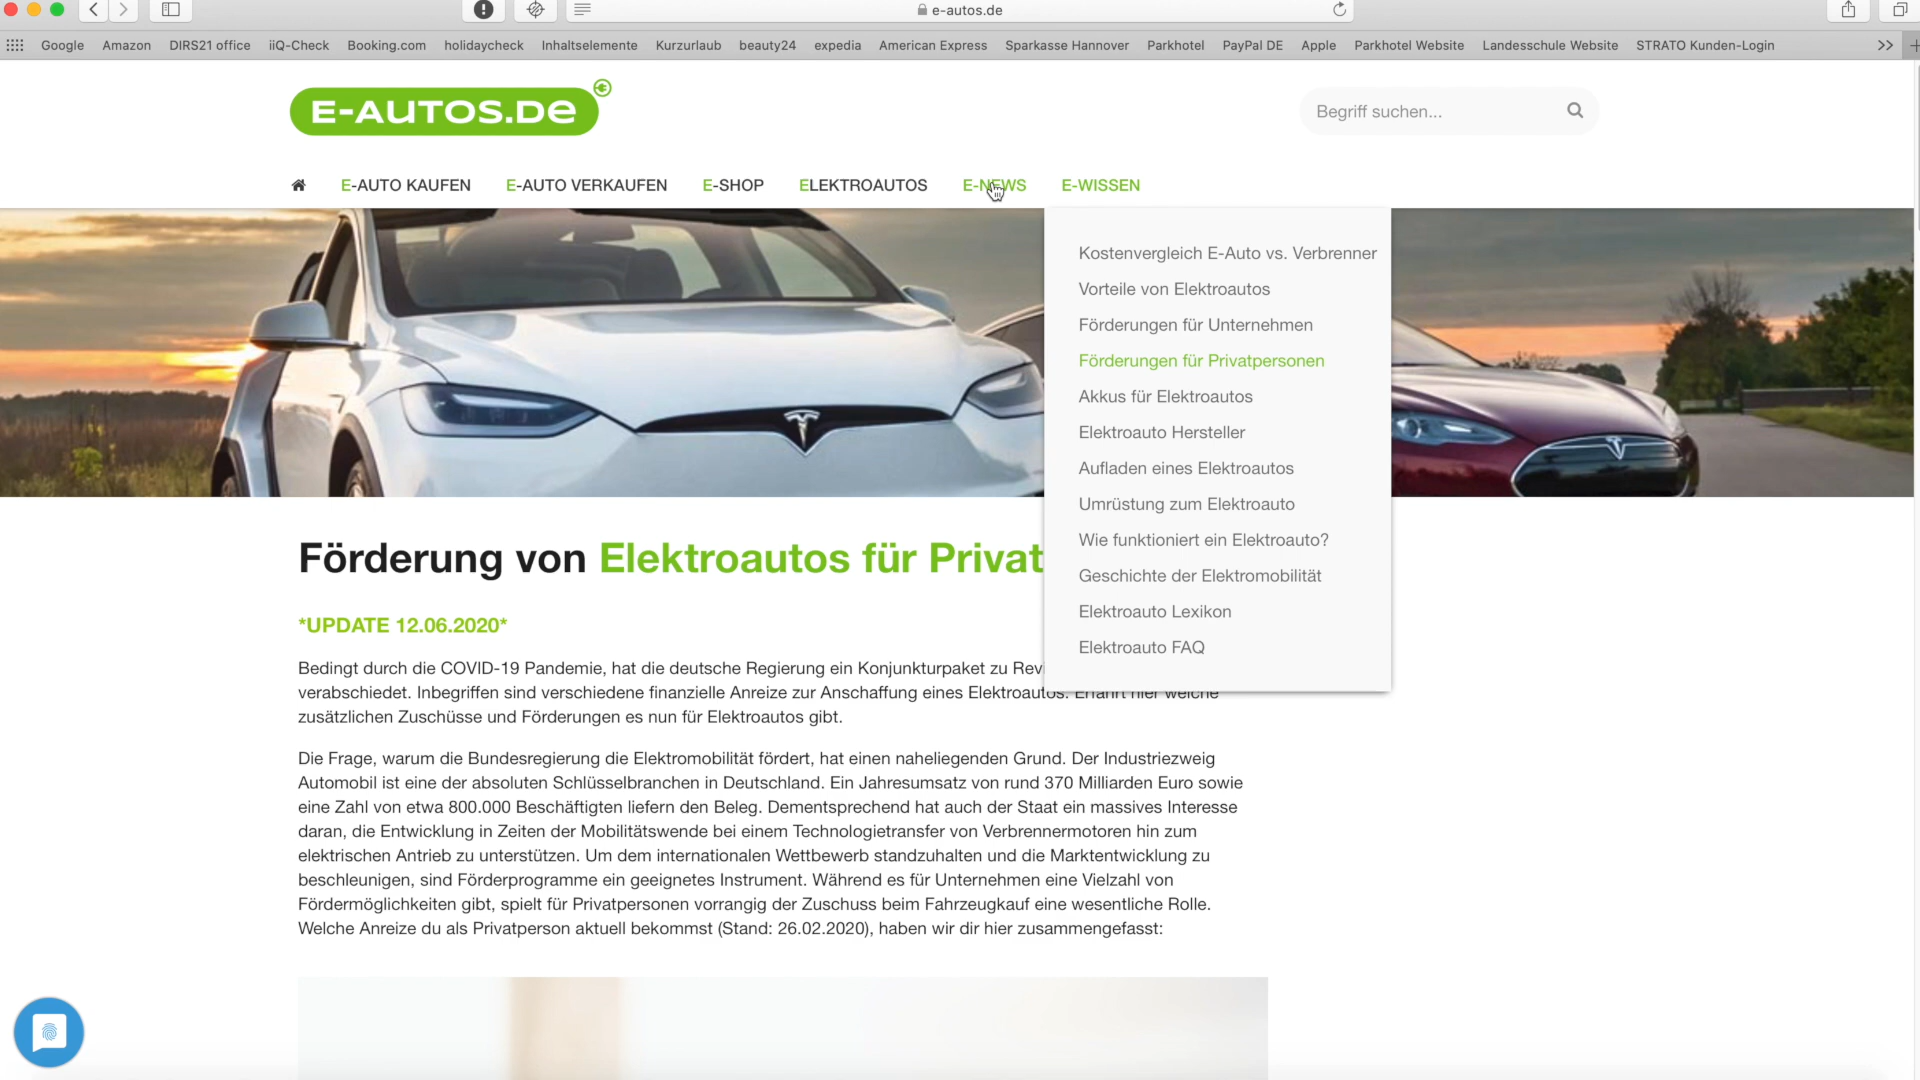 e-autos.de
Google Amazon DIRS21 office iiQ-Check Booking.com holidaycheck Inhaltselemente Kurzurlaub beauty24 expedia American Express Sparkasse Hannover Parkhotel PayPal DE Apple Parkhotel Website Landesschule Website STRATO Kunden-Login
E-AUTOS.DE
Begriff suchen...
E-AUTO KAUFEN E-AUTO VERKAUFEN E-SHOP ELEKTROAUTOS E-NEWS E-WISSEN
Kostenvergleich E-Auto vs. Verbrenner
Vorteile von Elektroautos
Förderungen für Unternehmen
Förderungen für Privatpersonen
Akkus für Elektroautos
Elektroauto Hersteller
Aufladen eines Elektroautos
Umrüstung zum Elektroauto
Wie funktioniert ein Elektroauto?
Geschichte der Elektromobilität
Elektroauto Lexikon
Elektroauto FAQ
Förderung von Elektroautos für Privat
*UPDATE 12.06.2020*
Bedingt durch die COVID-19 Pandemie, hat die deutsche Regierung ein Konjunkturpaket zu Revi
verabschiedet. Inbegriffen sind verschiedene finanzielle Anreize zur Anschaffung eines Elektroautos. Erfahrt hier welche
zusätzlichen Zuschüsse und Förderungen es nun für Elektroautos gibt.
Die Frage, warum die Bundesregierung die Elektromobilität fördert, hat einen naheliegenden Grund. Der Industriezweig
Automobil ist eine der absoluten Schlüsselbranchen in Deutschland. Ein Jahresumsatz von rund 370 Milliarden Euro sowie
eine Zahl von etwa 800.000 Beschäftigten liefern den Beleg. Dementsprechend hat auch der Staat ein massives Interesse
daran, die Entwicklung in Zeiten der Mobilitätswende bei einem Technologietransfer von Verbrennermotoren hin zum
elektrischen Antrieb zu unterstützen. Um dem internationalen Wettbewerb standzuhalten und die Marktentwicklung zu
beschleunigen, sind Förderprogramme ein geeignetes Instrument. Während es für Unternehmen eine Vielzahl von
Fördermöglichkeiten gibt, spielt für Privatpersonen vorrangig der Zuschuss beim Fahrzeugkauf eine wesentliche Rolle.
Welche Anreize du als Privatperson aktuell bekommst (Stand: 26.02.2020), haben wir dir hier zusammengefasst: